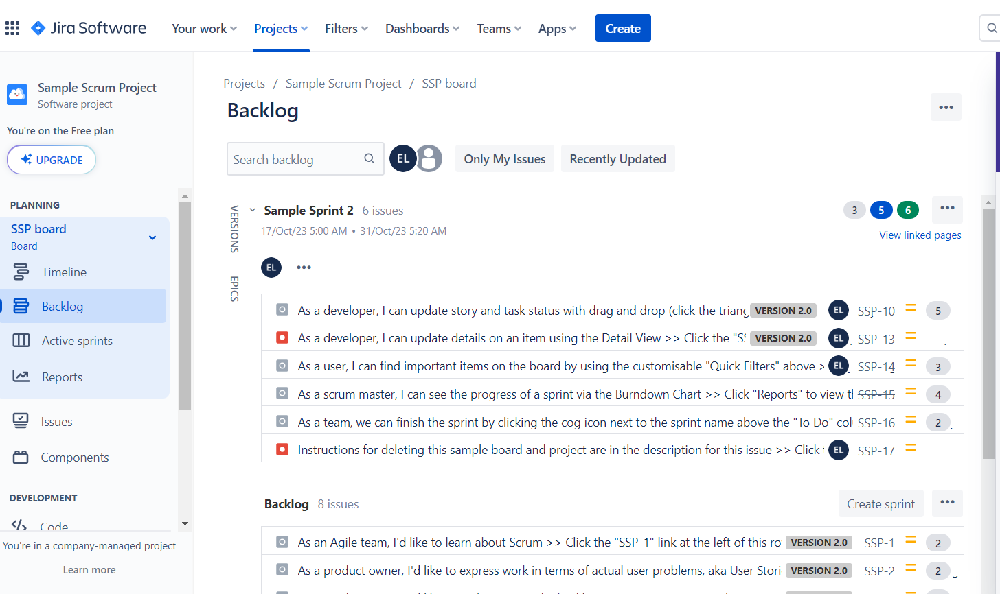 Jira Software Your work Projects Filters Dashboards Teams Apps Create
Sample Scrum Project
Software project
You're on the Free plan
UPGRADE
PLANNING
SSP board
Board
Timeline
Backlog
Active sprints
Reports
Issues
Components
DEVELOPMENT
Code
You're in a company-managed project
Learn more
Projects / Sample Scrum Project / SSP board
Backlog
Search backlog EL Only My Issues Recently Updated
VERSIONS
EPICS
Sample Sprint 2 6 issues 3 5 6
17/Oct/23 5:00 AM • 31/Oct/23 5:20 AM
View linked pages
EL
As a developer, I can update story and task status with drag and drop (click the triang VERSION 2.0 EL SSP-10 5
As a developer, I can update details on an item using the Detail View >> Click the "SS VERSION 2.0 EL SSP-13
As a user, I can find important items on the board by using the customisable "Quick Filters" above > EL SSP-14 3
As a scrum master, I can see the progress of a sprint via the Burndown Chart >> Click "Reports" to view th SSP-15 4
As a team, we can finish the sprint by clicking the cog icon next to the sprint name above the "To Do" col SSP-16 2
Instructions for deleting this sample board and project are in the description for this issue >> Click EL SSP-17
Backlog 8 issues Create sprint
As an Agile team, I'd like to learn about Scrum >> Click the "SSP-1" link at the left of this ro VERSION 2.0 SSP-1 2
As a product owner, I'd like to express work in terms of actual user problems, aka User Stori VERSION 2.0 SSP-2 2